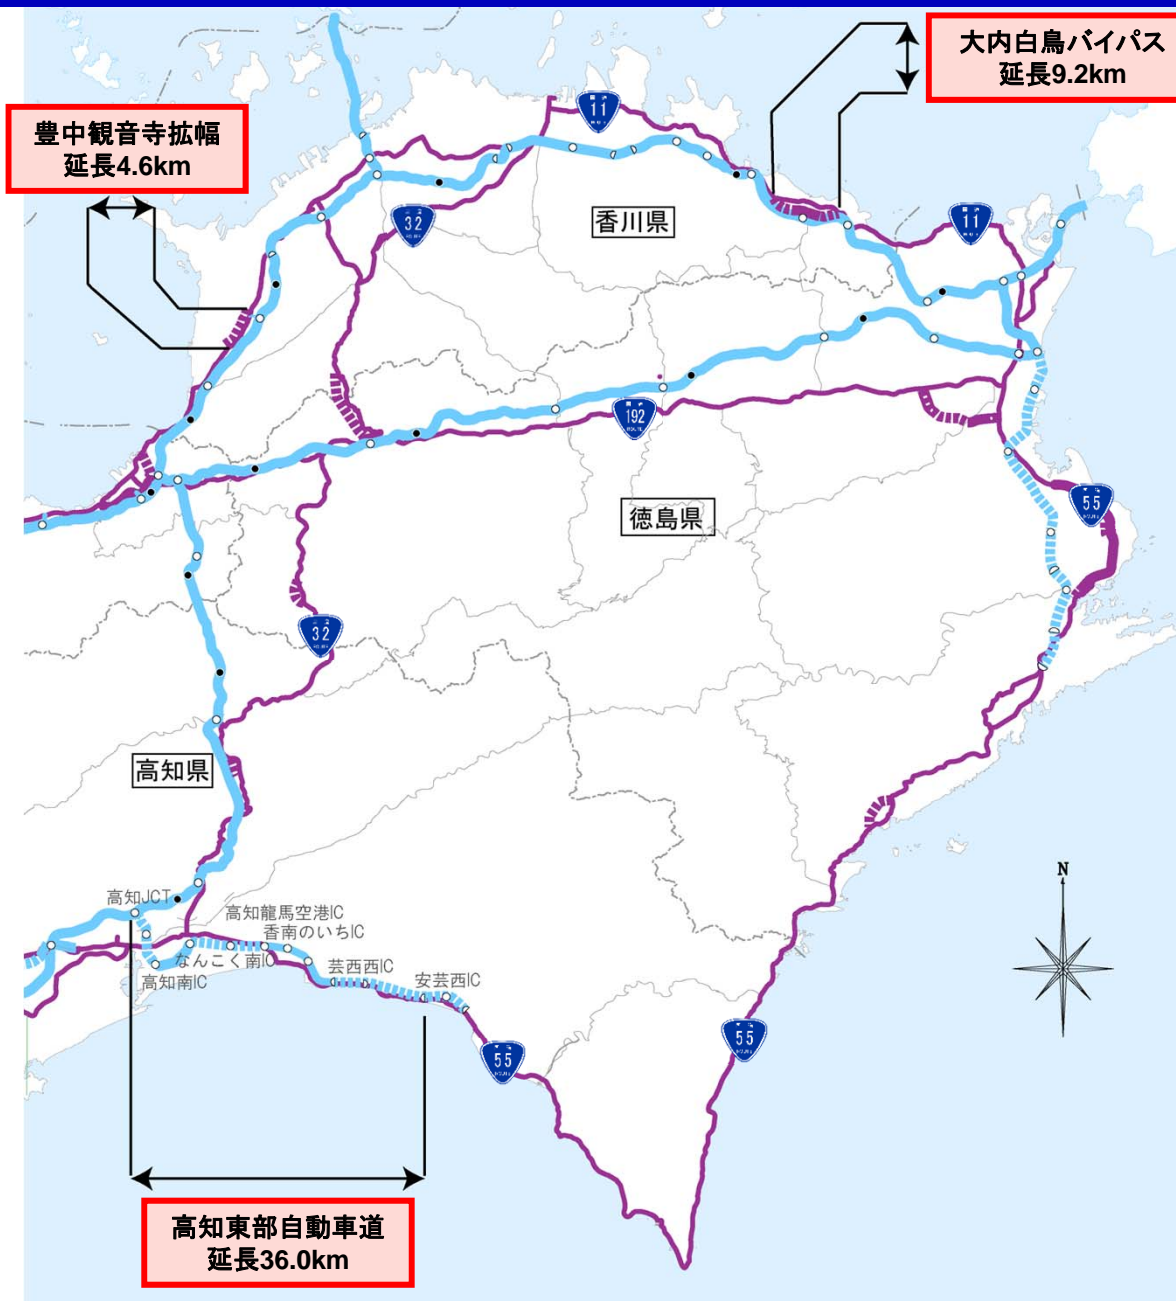 大内白鳥バイパス
延長9.2km
11
豊中観音寺拡幅
延長4.6km
32
香川県
11
192
徳島県
55
32
高知県
高知JCT
高知龍馬空港IC
香南のいちIC
なんこく南IC
高知南IC
芸西西IC
安芸西IC
N
55
55
高知東部自動車道
延長36.0km